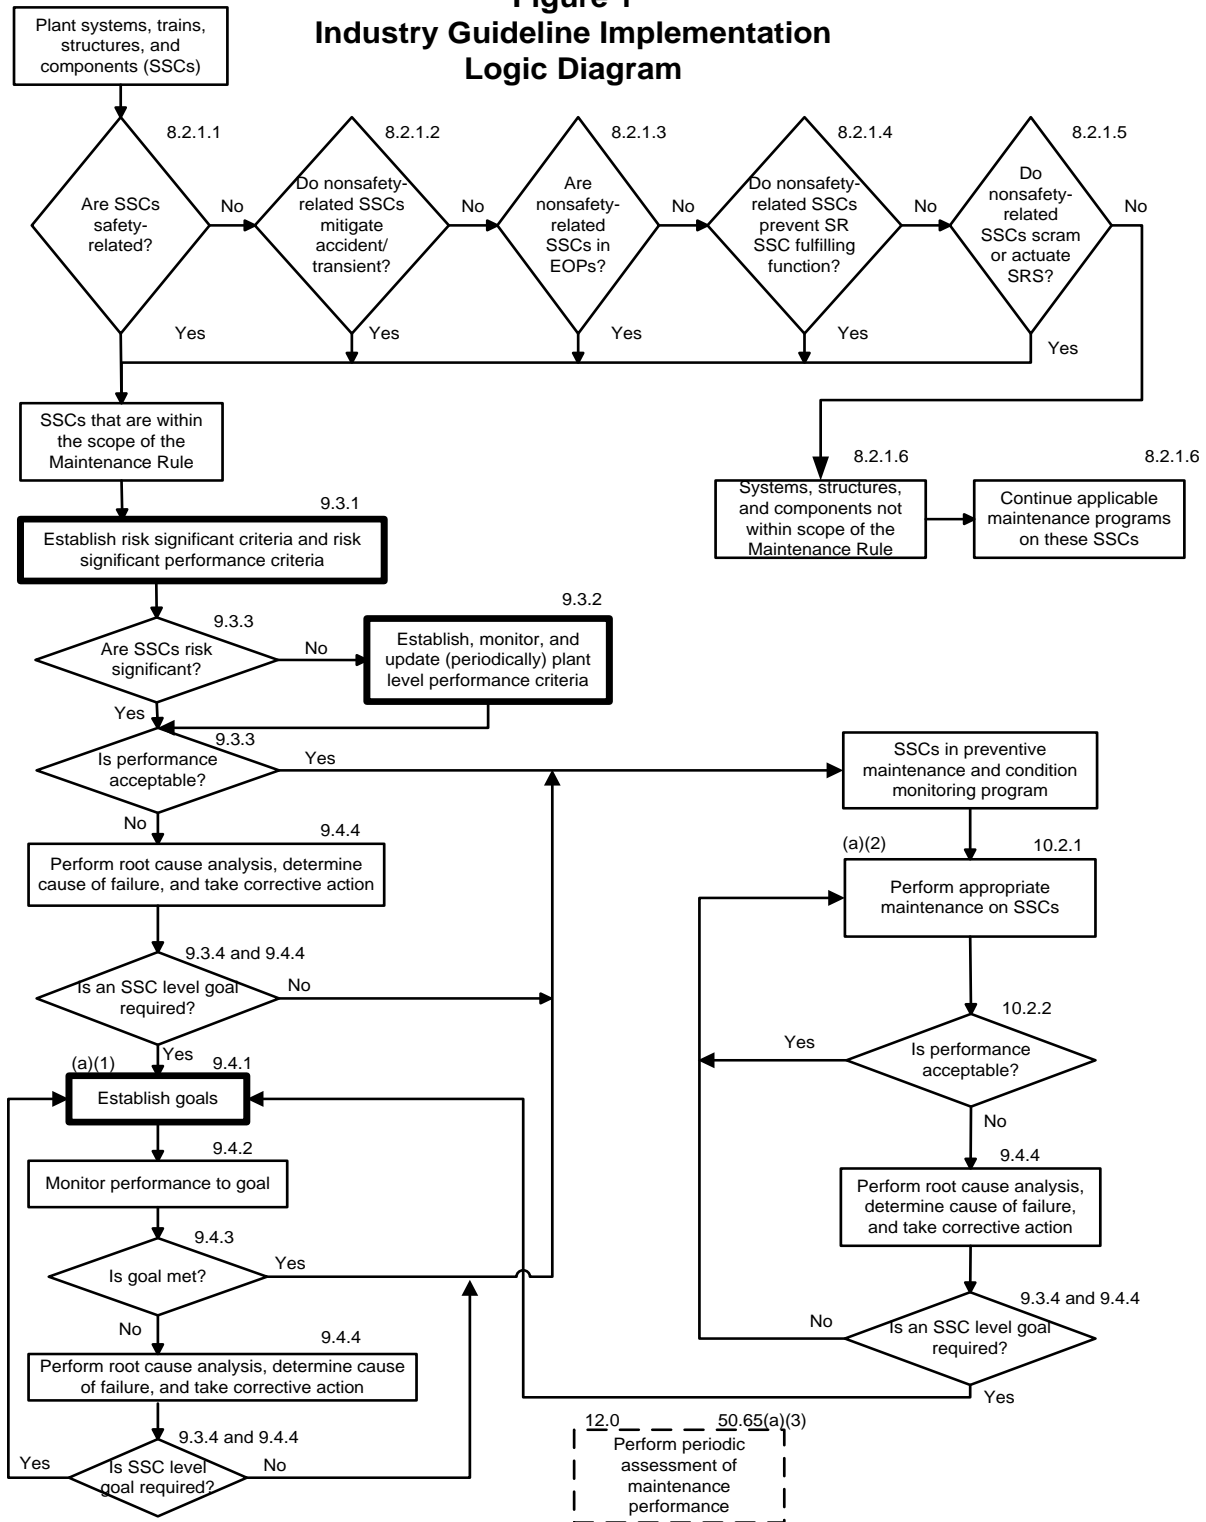 Figure 1
Industry Guideline Implementation
Logic Diagram
Plant systems, trains,
structures, and
components (SSCs)
8.2.1.1
8.2.1.2
8.2.1.3
8.2.1.4
8.2.1.5
Are SSCs
safety-
related?
No
Do nonsafety-
related SSCs
mitigate
accident/
transient?
No
Are
nonsafety-
related
SSCs in
EOPs?
No
Do nonsafety-
related SSCs
prevent SR
SSC fulfilling
function?
No
Do
nonsafety-
related
SSCs scram
or actuate
SRS?
No
Yes
Yes
Yes
Yes
Yes
SSCs that are within
the scope of the
Maintenance Rule
8.2.1.6
Systems, structures,
and components not
within scope of the
Maintenance Rule
8.2.1.6
Continue applicable
maintenance programs
on these SSCs
9.3.1
Establish risk significant criteria and risk
significant performance criteria
9.3.3
Are SSCs risk
significant?
No
9.3.2
Establish, monitor, and
update (periodically) plant
level performance criteria
Yes
9.3.3
Is performance
acceptable?
Yes
No
9.4.4
Perform root cause analysis, determine
cause of failure, and take corrective action
9.3.4 and 9.4.4
Is an SSC level goal
required?
No
Yes
(a)(1)
9.4.1
Establish goals
9.4.2
Monitor performance to goal
9.4.3
Is goal met?
Yes
No
9.4.4
Perform root cause analysis, determine cause
of failure, and take corrective action
9.3.4 and 9.4.4
Yes
Is SSC level
goal required?
No
SSCs in preventive
maintenance and condition
monitoring program
(a)(2)
10.2.1
Perform appropriate
maintenance on SSCs
10.2.2
Yes
Is performance
acceptable?
No
9.4.4
Perform root cause analysis,
determine cause of failure,
and take corrective action
9.3.4 and 9.4.4
No
Is an SSC level goal
required?
Yes
12.0
50.65(a)(3)
Perform periodic
assessment of
maintenance
performance